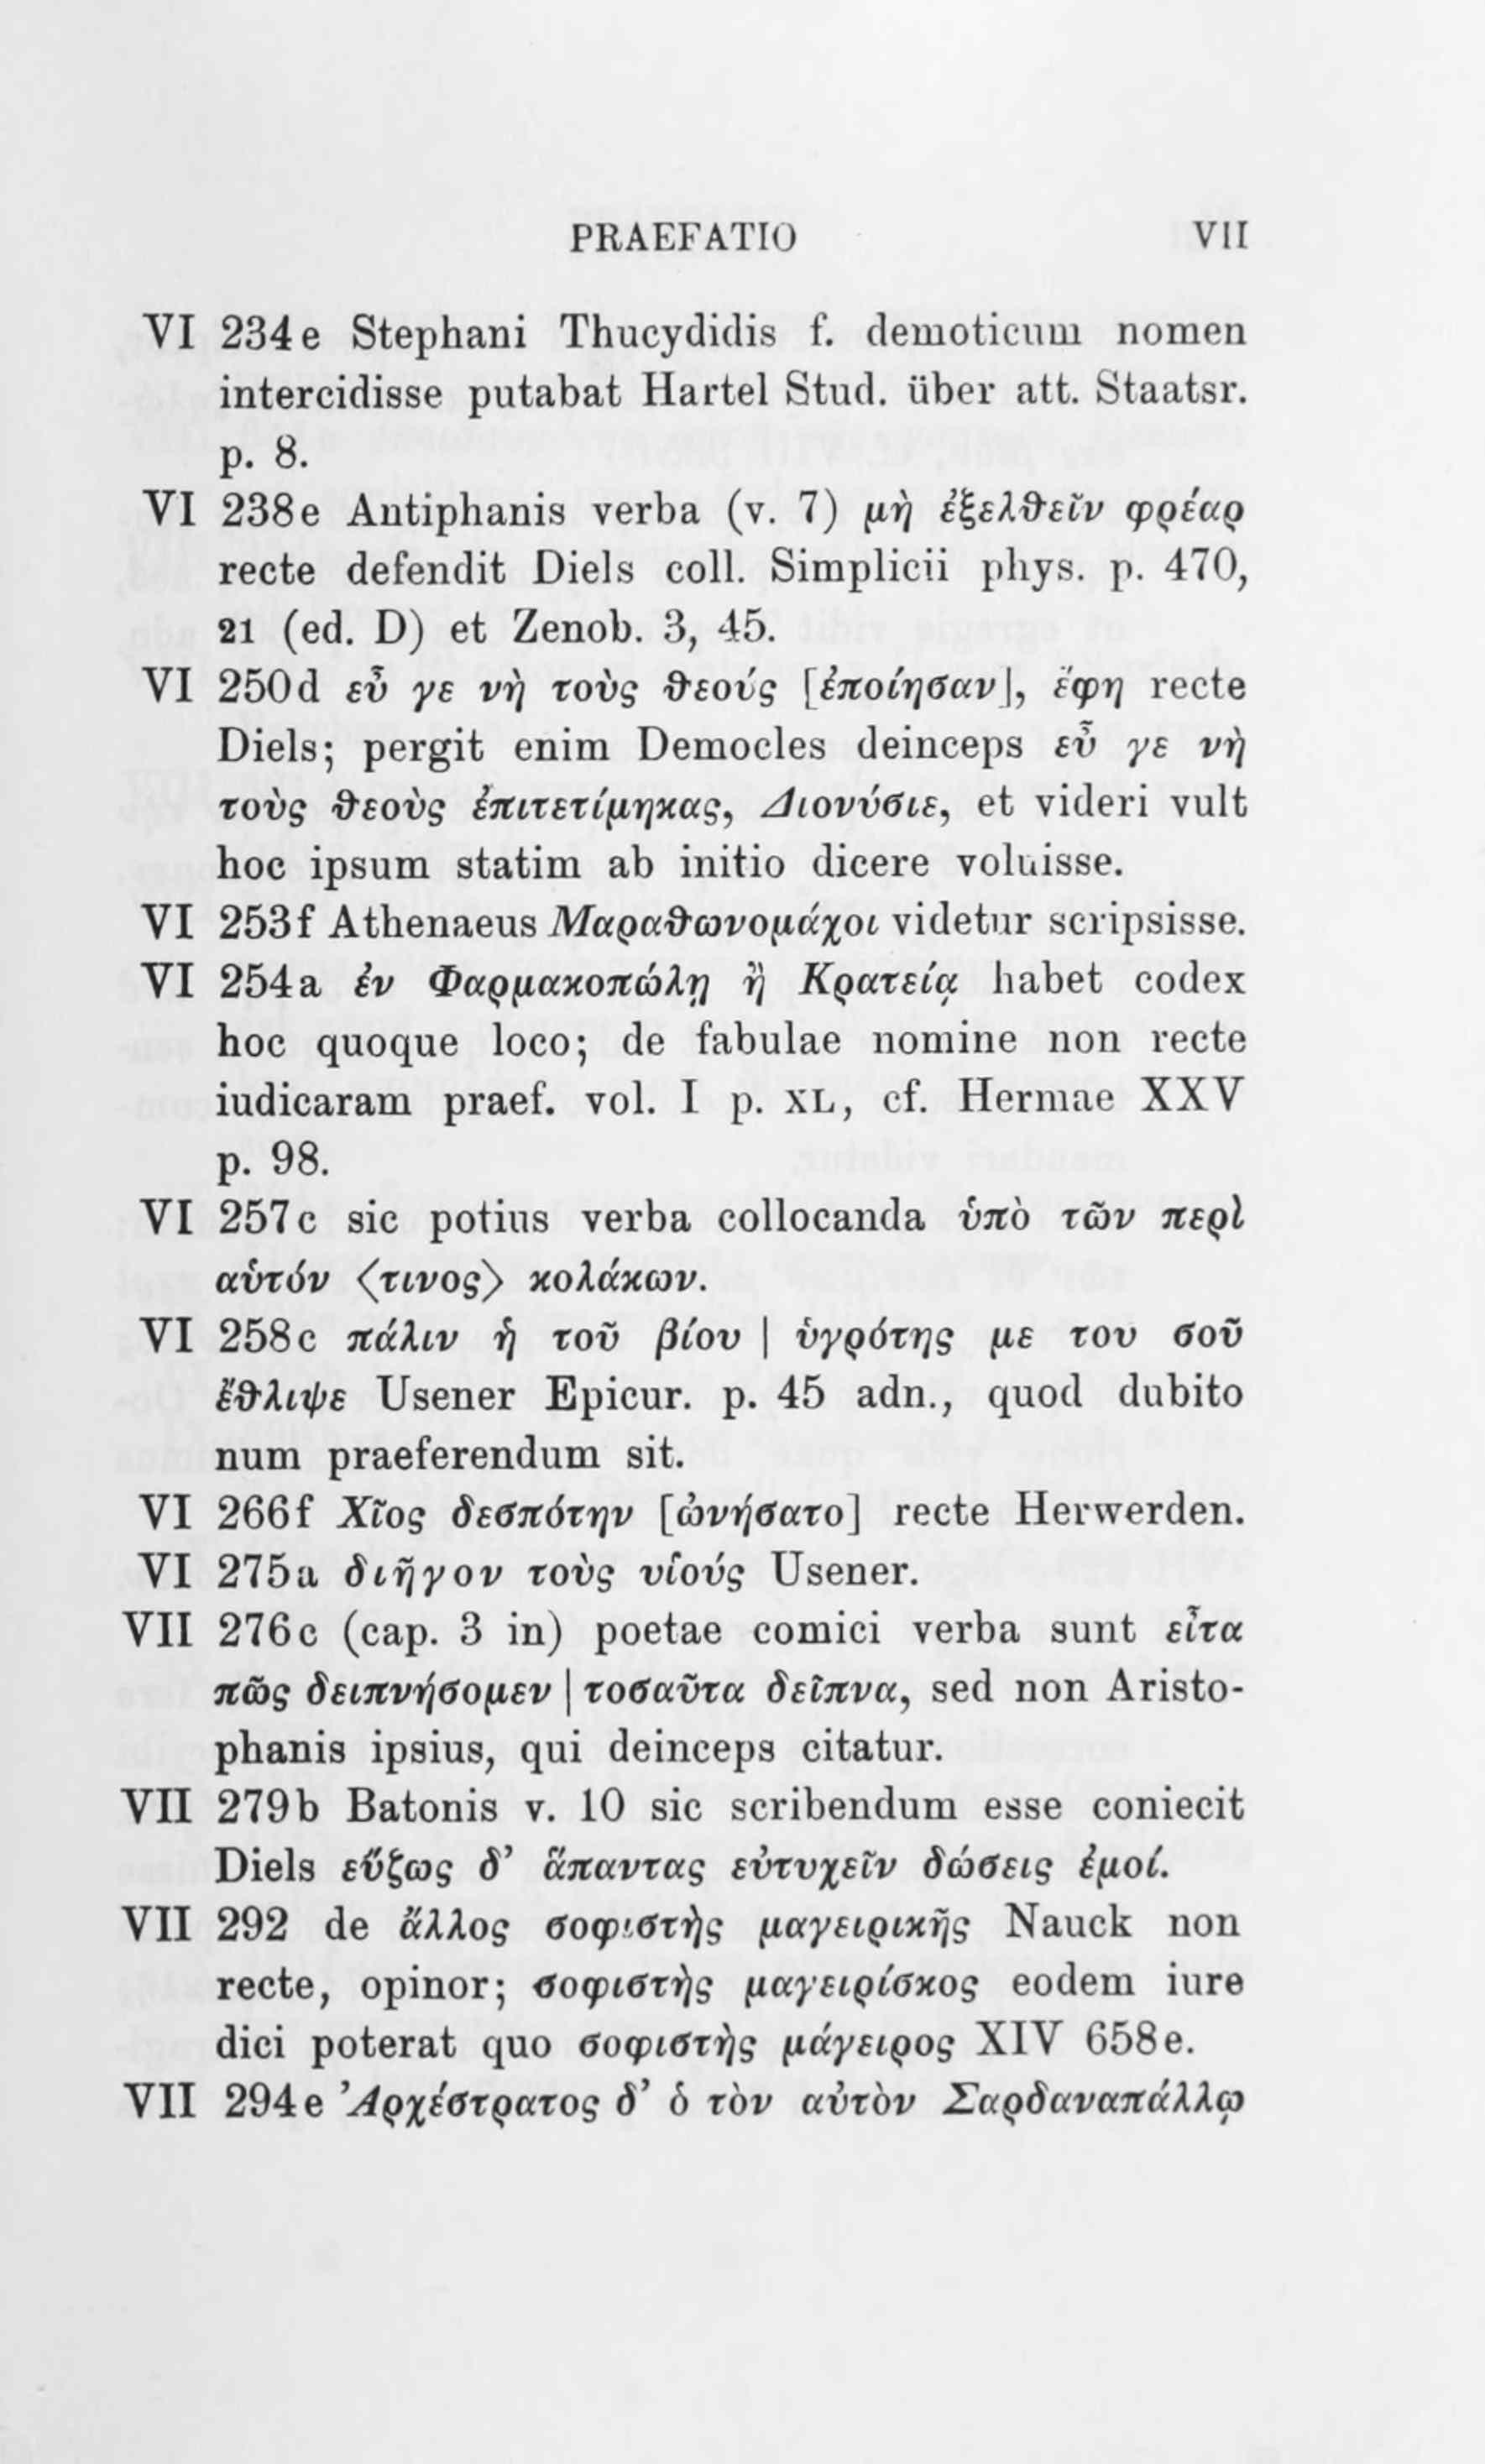 PRAEFATIO VII
VI 234e Stephani Thucydidis f. demoticum nomen
intercidisse putabat Hartel Stud. über att. Staatsr.
p. 8.
VI 238e Antiphanis verba (v. 7) μὴ ἐξελθεῖν φρέαρ
recte defendit Diels coll. Simplicii phys. p. 470,
21 (ed. D) et Zenob. 3, 45.
VI 250d εὖ γε νὴ τοὺς θεούς [ἐποίησαν], ἔφη recte
Diels; pergit enim Democles deinceps εὖ γε νὴ
τοὺς θεοὺς ἐπιτετίμηκας, Διονύσιε, et videri vult
hoc ipsum statim ab initio dicere voluisse.
VI 253f Athenaeus Μαραθωνομάχοι videtur scripsisse.
VI 254a ἐν Φαρμακοπώλῃ ἢ Κρατείᾳ habet codex
hoc quoque loco; de fabulae nomine non recte
iudicaram praef. vol. I p. XL, cf. Hermae XXV
p. 98.
VI 257c sic potius verba collocanda ὑπὸ τῶν περὶ
αὑτόν ⟨τινος⟩ κολάκων.
VI 258c πάλιν ἡ τοῦ βίου | ὑγρότης με του σοῦ
ἔθλιψε Usener Epicur. p. 45 adn., quod dubito
num praeferendum sit.
VI 266f Χῖος δεσπότην [ὠνήσατο] recte Herwerden.
VI 275a διῆγον τοὺς υἱούς Usener.
VII 276c (cap. 3 in) poetae comici verba sunt εἶτα
πῶς δειπνήσομεν | τοσαῦτα δεῖπνα, sed non Aristo-
phanis ipsius, qui deinceps citatur.
VII 279b Batonis v. 10 sic scribendum esse coniecit
Diels εὔζως δ’ ἅπαντας εὐτυχεῖν δώσεις ἐμοί.
VII 292 de ἄλλος σοφιστὴς μαγειρικῆς Nauck non
recte, opinor; σοφιστὴς μαγειρίσκος eodem iure
dici poterat quo σοφιστὴς μάγειρος XIV 658e.
VII 294e Ἀρχέστρατος δ’ ὁ τὸν αὐτὸν Σαρδαναπάλλῳ